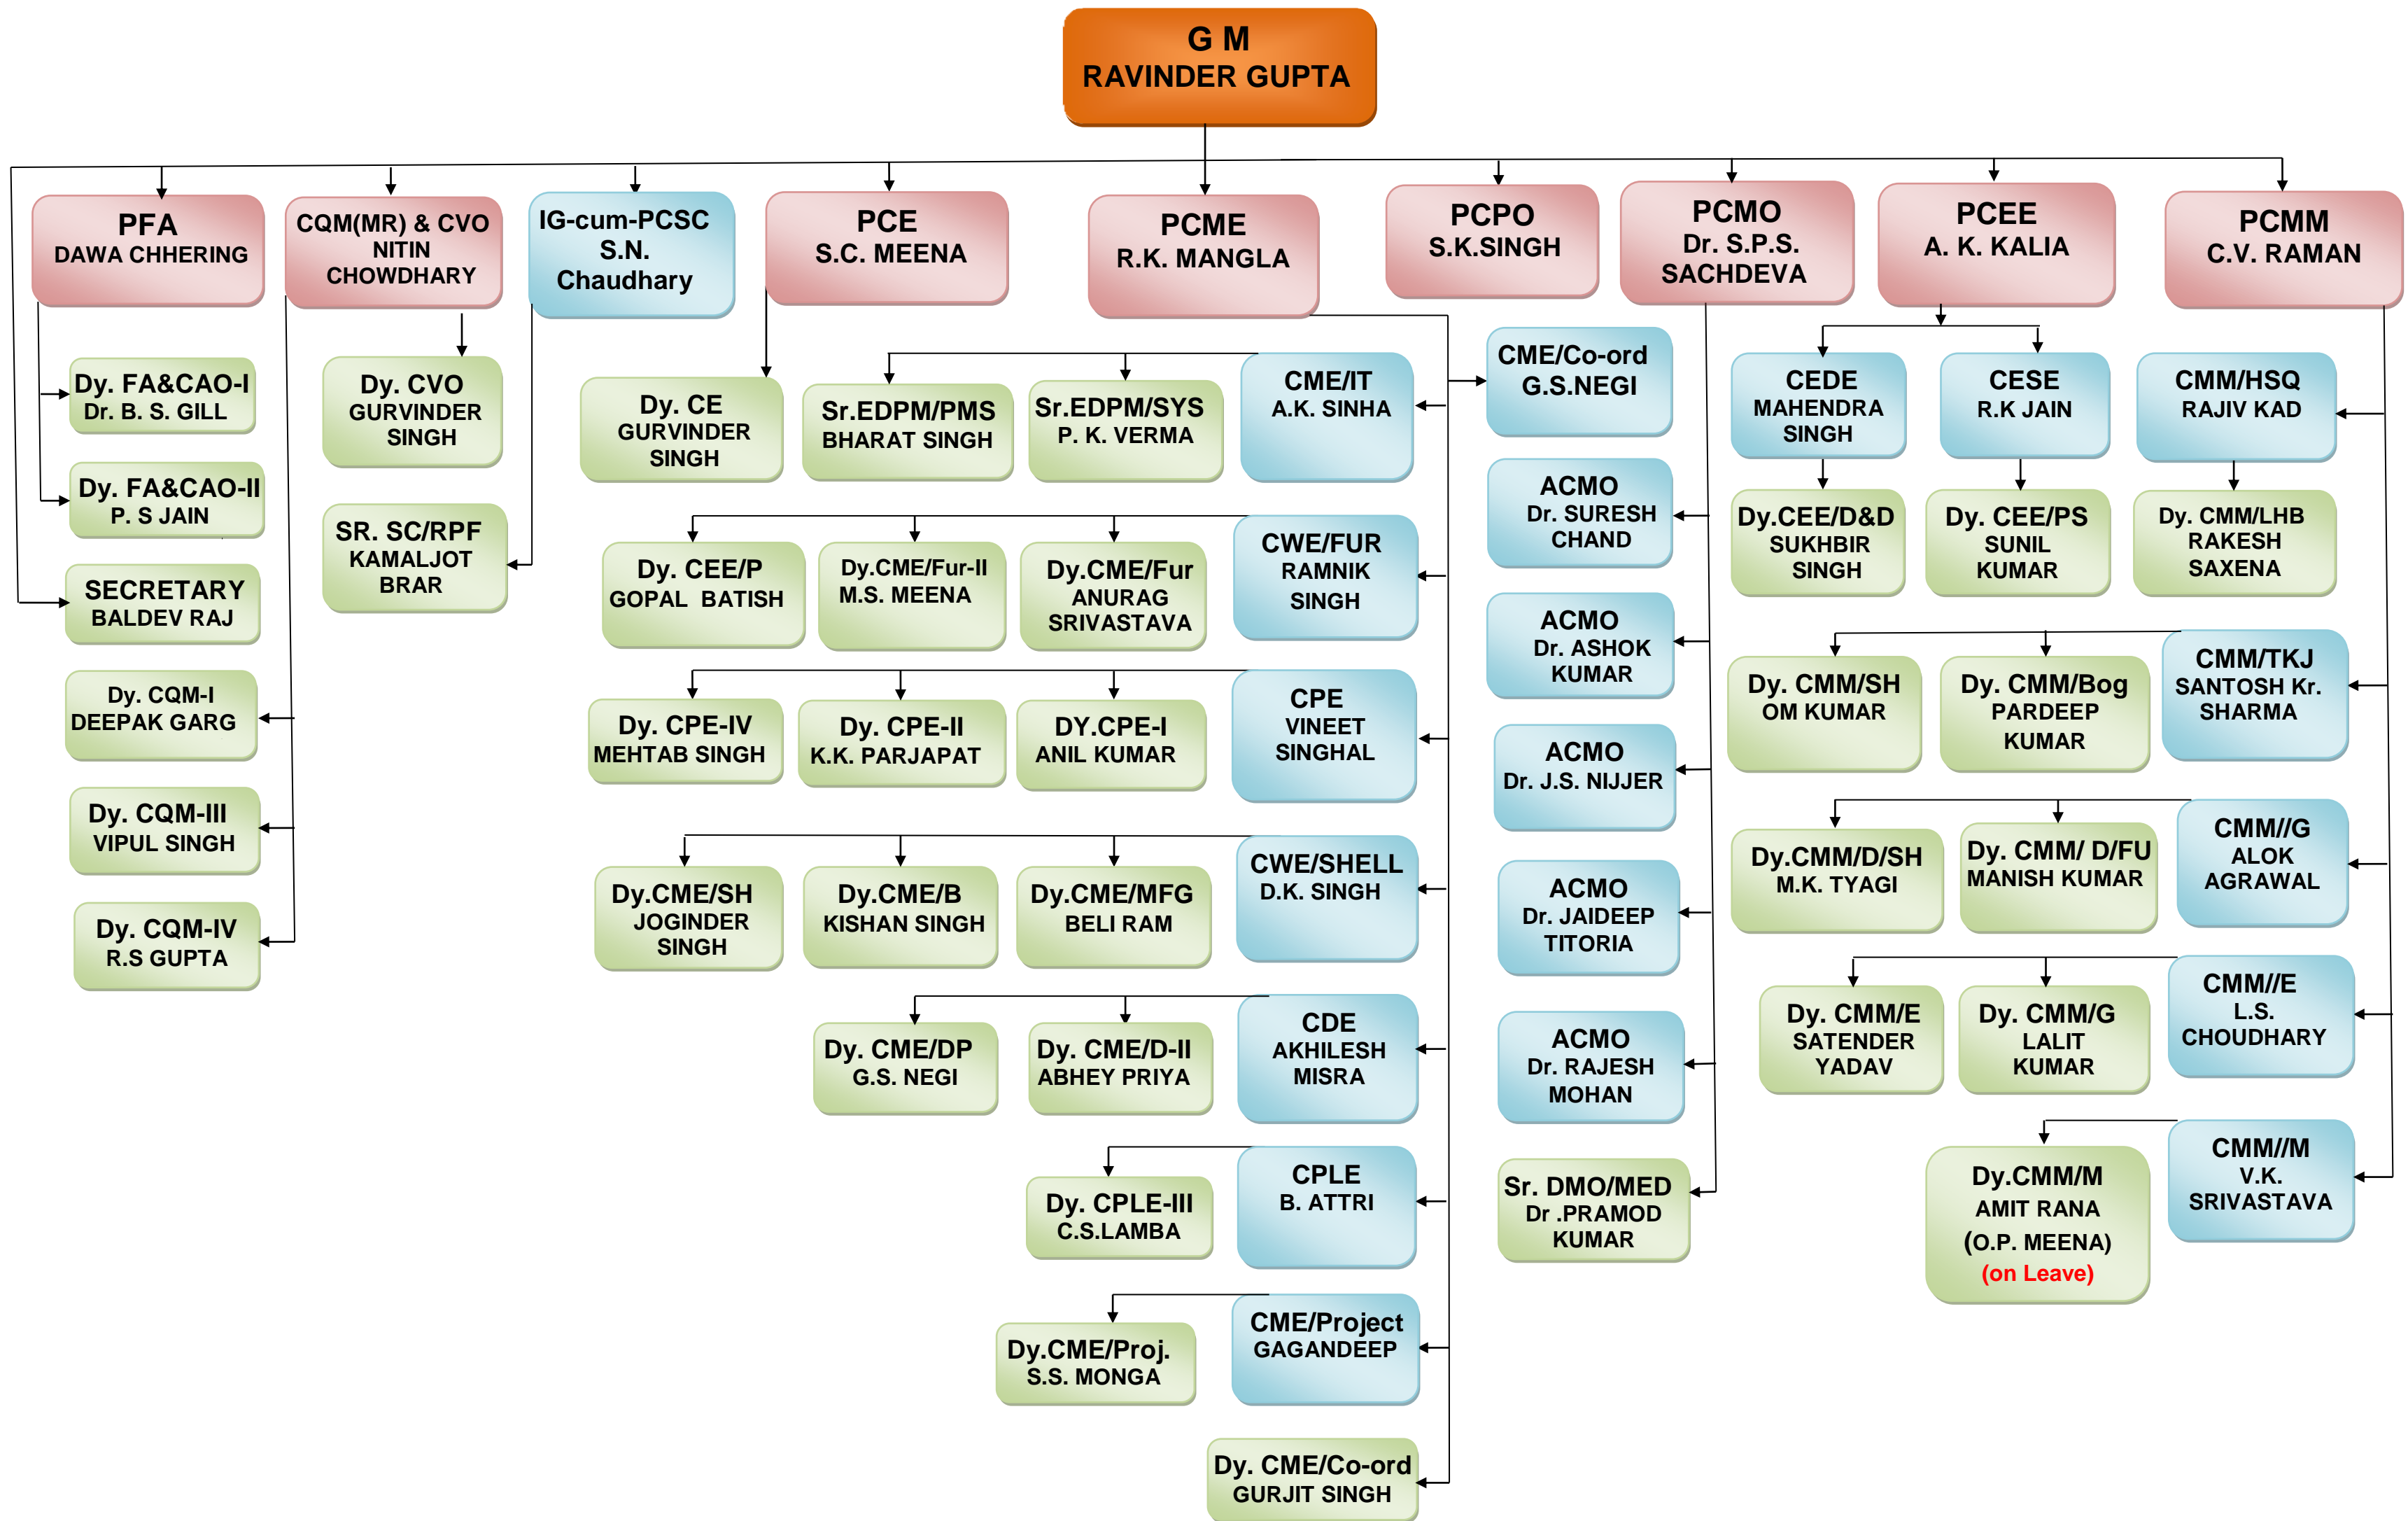 G M
RAVINDER GUPTA
PFA
DAWA CHHERING
CQM(MR) & CVO
NITIN
CHOWDHARY
IG-cum-PCSC
S.N.
Chaudhary
PCE
S.C. MEENA
PCME
R.K. MANGLA
PCPO
S.K.SINGH
PCMO
Dr. S.P.S.
SACHDEVA
PCEE
A. K. KALIA
PCMM
C.V. RAMAN
Dy. FA&CAO-I
Dr. B. S. GILL
Dy. FA&CAO-II
P. S JAIN
SECRETARY
BALDEV RAJ
Dy. CQM-I
DEEPAK GARG
Dy. CQM-III
VIPUL SINGH
Dy. CQM-IV
R.S GUPTA
Dy. CVO
GURVINDER
SINGH
SR. SC/RPF
KAMALJOT
BRAR
Dy. CE
GURVINDER
SINGH
Sr.EDPM/PMS
BHARAT SINGH
Sr.EDPM/SYS
P. K. VERMA
CME/IT
A.K. SINHA
Dy. CEE/P
GOPAL  BATISH
Dy.CME/Fur-II
M.S. MEENA
Dy.CME/Fur
ANURAG
SRIVASTAVA
CWE/FUR
RAMNIK
SINGH
Dy. CPE-IV
MEHTAB SINGH
Dy. CPE-II
K.K. PARJAPAT
DY.CPE-I
ANIL KUMAR
CPE
VINEET
SINGHAL
Dy.CME/SH
JOGINDER
SINGH
Dy.CME/B
KISHAN SINGH
Dy.CME/MFG
BELI RAM
CWE/SHELL
D.K. SINGH
Dy. CME/DP
G.S. NEGI
Dy. CME/D-II
ABHEY PRIYA
CDE
AKHILESH
MISRA
Dy. CPLE-III
C.S.LAMBA
CPLE
B. ATTRI
Dy.CME/Proj.
S.S. MONGA
CME/Project
GAGANDEEP
Dy. CME/Co-ord
GURJIT SINGH
CME/Co-ord
G.S.NEGI
ACMO
Dr. SURESH
CHAND
ACMO
Dr. ASHOK
KUMAR
ACMO
Dr. J.S. NIJJER
ACMO
Dr. JAIDEEP
TITORIA
ACMO
Dr. RAJESH
MOHAN
Sr. DMO/MED
Dr .PRAMOD
KUMAR
CEDE
MAHENDRA
SINGH
CESE
R.K JAIN
CMM/HSQ
RAJIV KAD
Dy.CEE/D&D
SUKHBIR
SINGH
Dy. CEE/PS
SUNIL
KUMAR
Dy. CMM/LHB
RAKESH
SAXENA
Dy. CMM/SH
OM KUMAR
Dy. CMM/Bog
PARDEEP
KUMAR
CMM/TKJ
SANTOSH Kr.
SHARMA
Dy.CMM/D/SH
M.K. TYAGI
Dy. CMM/ D/FU
MANISH KUMAR
CMM//G
ALOK
AGRAWAL
Dy. CMM/E
SATENDER
YADAV
Dy. CMM/G
LALIT
KUMAR
CMM//E
L.S.
CHOUDHARY
Dy.CMM/M
AMIT RANA
(O.P. MEENA)
(on Leave)
CMM//M
V.K.
SRIVASTAVA